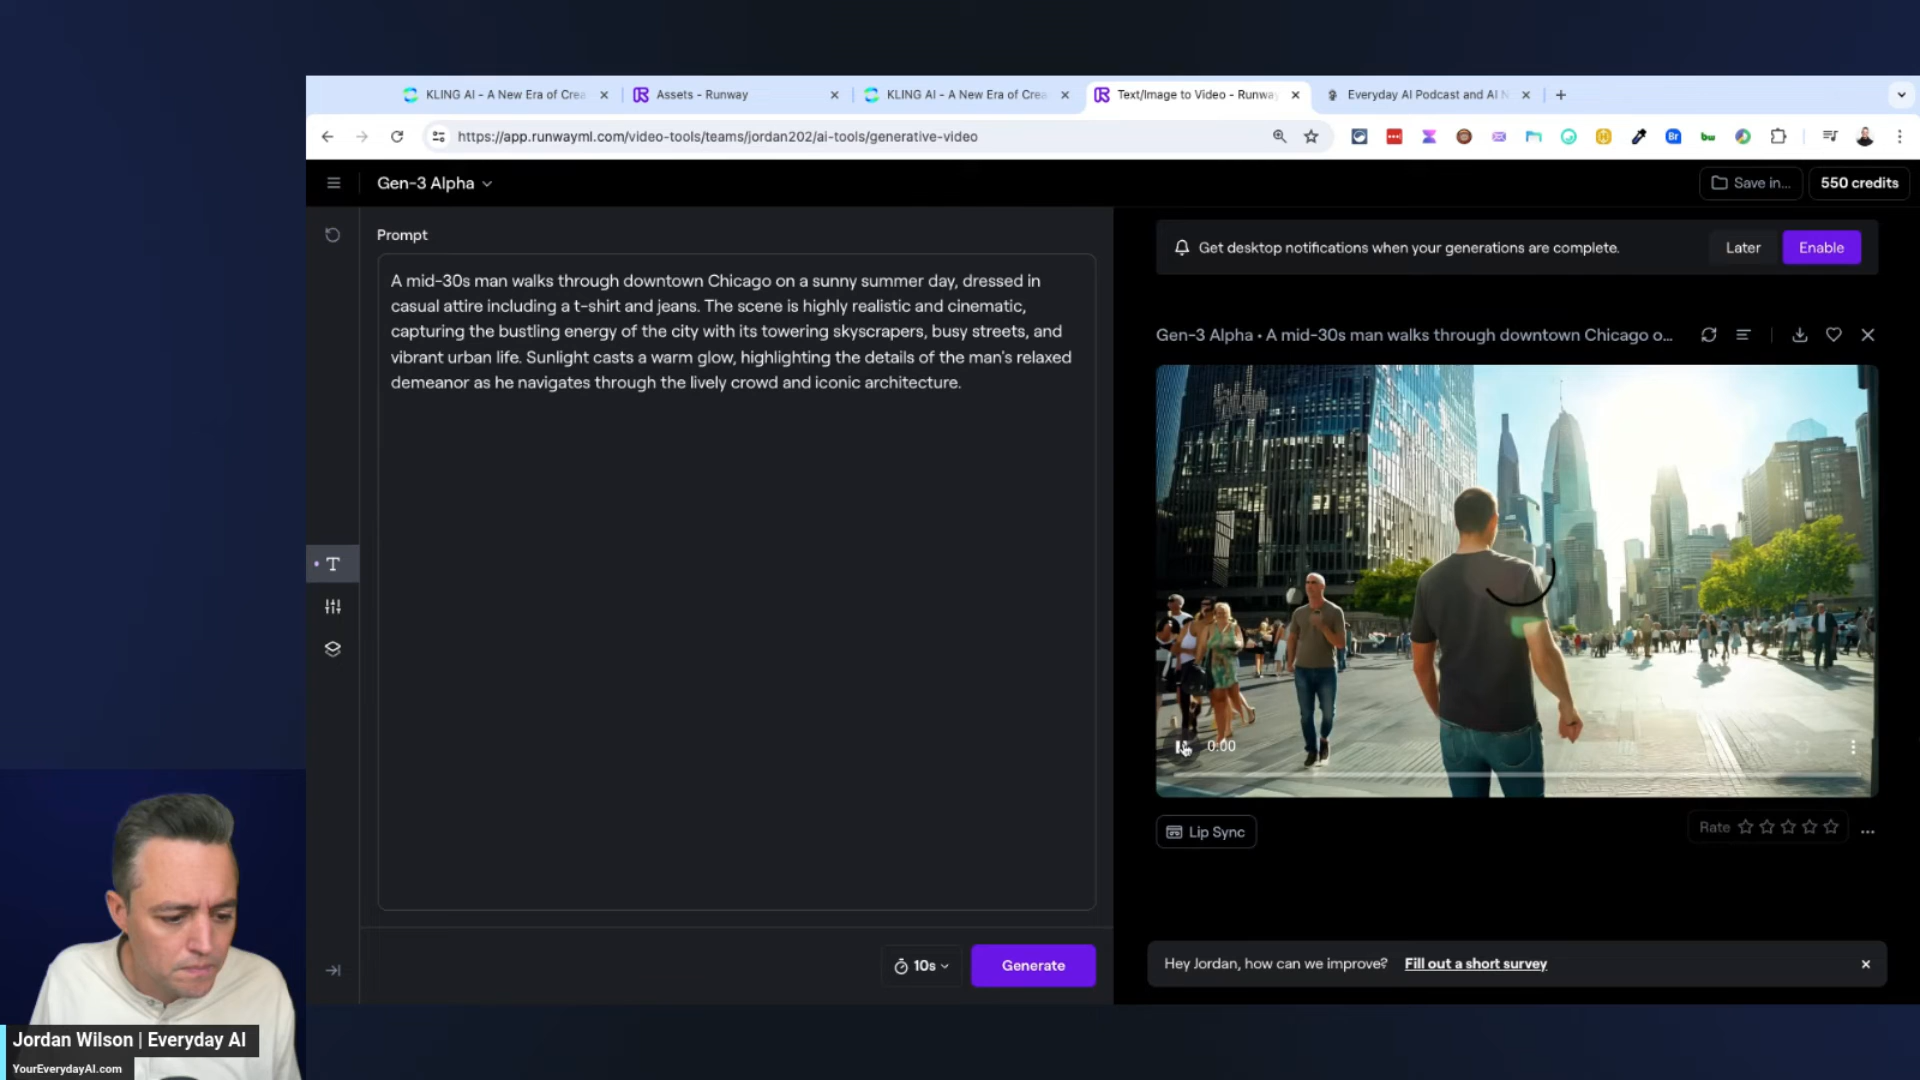 KLING AI - A New Era of Crea
Assets - Runway
KLING AI - A New Era of Crea
Text/Image to Video - Runway
Everyday AI Podcast and AI N
https://app.runwayml.com/video-tools/teams/jordan202/ai-tools/generative-video
Br
bw
Gen-3 Alpha
Save in...
550 credits
Prompt
A mid-30s man walks through downtown Chicago on a sunny summer day, dressed in
casual attire including a t-shirt and jeans. The scene is highly realistic and cinematic,
capturing the bustling energy of the city with its towering skyscrapers, busy streets, and
vibrant urban life. Sunlight casts a warm glow, highlighting the details of the man's relaxed
demeanor as he navigates through the lively crowd and iconic architecture.
Get desktop notifications when your generations are complete.
Later
Enable
Gen-3 Alpha • A mid-30s man walks through downtown Chicago o...
0:00
Lip Sync
Rate
10s
Generate
Hey Jordan, how can we improve? Fill out a short survey
Jordan Wilson | Everyday AI
YourEverydayAI.com